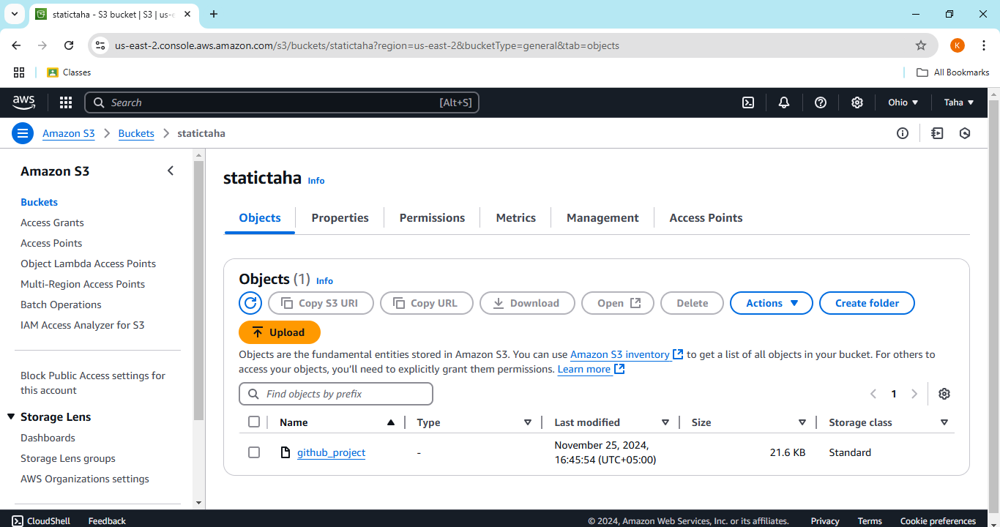 statictaha - S3 bucket | S3 | us-e
us-east-2.console.aws.amazon.com/s3/buckets/statictaha?region=us-east-2&bucketType=general&tab=objects
K
Classes
All Bookmarks
aws
Search
[Alt+S]
Ohio
Taha
Amazon S3
Buckets
statictaha
Amazon S3
Buckets
Access Grants
Access Points
Object Lambda Access Points
Multi-Region Access Points
Batch Operations
IAM Access Analyzer for S3
Block Public Access settings for
this account
Storage Lens
Dashboards
Storage Lens groups
AWS Organizations settings
statictaha Info
Objects
Properties
Permissions
Metrics
Management
Access Points
Objects (1) Info
Copy S3 URI
Copy URL
Download
Open
Delete
Actions
Create folder
Upload
Objects are the fundamental entities stored in Amazon S3. You can use Amazon S3 inventory to get a list of all objects in your bucket. For others to
access your objects, you'll need to explicitly grant them permissions. Learn more
Find objects by prefix
1
Name
Type
Last modified
Size
Storage class
github_project
-
November 25, 2024,
16:45:54 (UTC+05:00)
21.6 KB
Standard
CloudShell
Feedback
© 2024, Amazon Web Services, Inc. or its affiliates.
Privacy
Terms
Cookie preferences